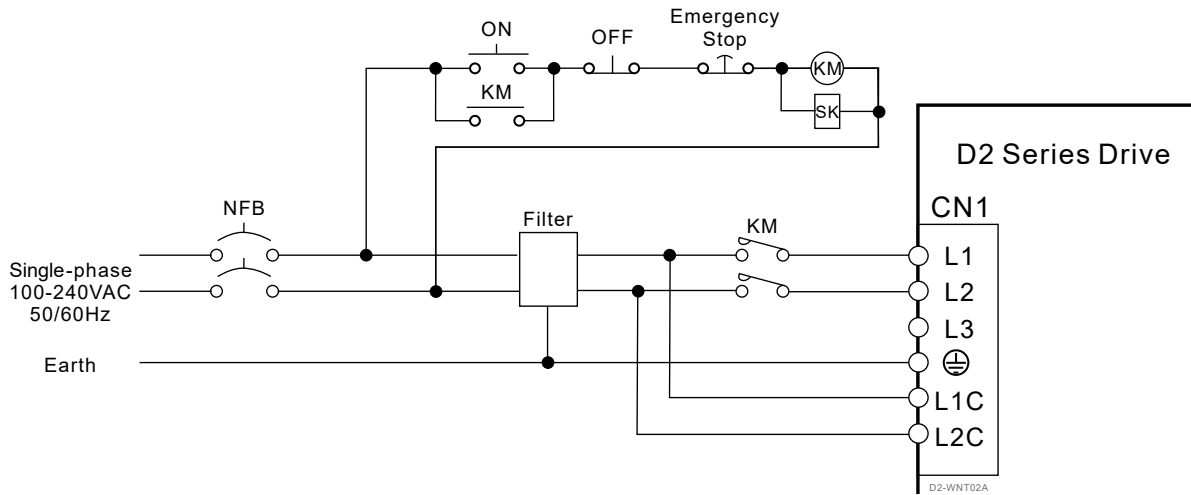 ON
OFF
Emergency
Stop
KM
KM
SK
D2 Series Drive
CN1
NFB
Filter
KM
Single-phase
100-240VAC
50/60Hz
Earth
L1
L2
L3
L1C
L2C
D2-WNT02A